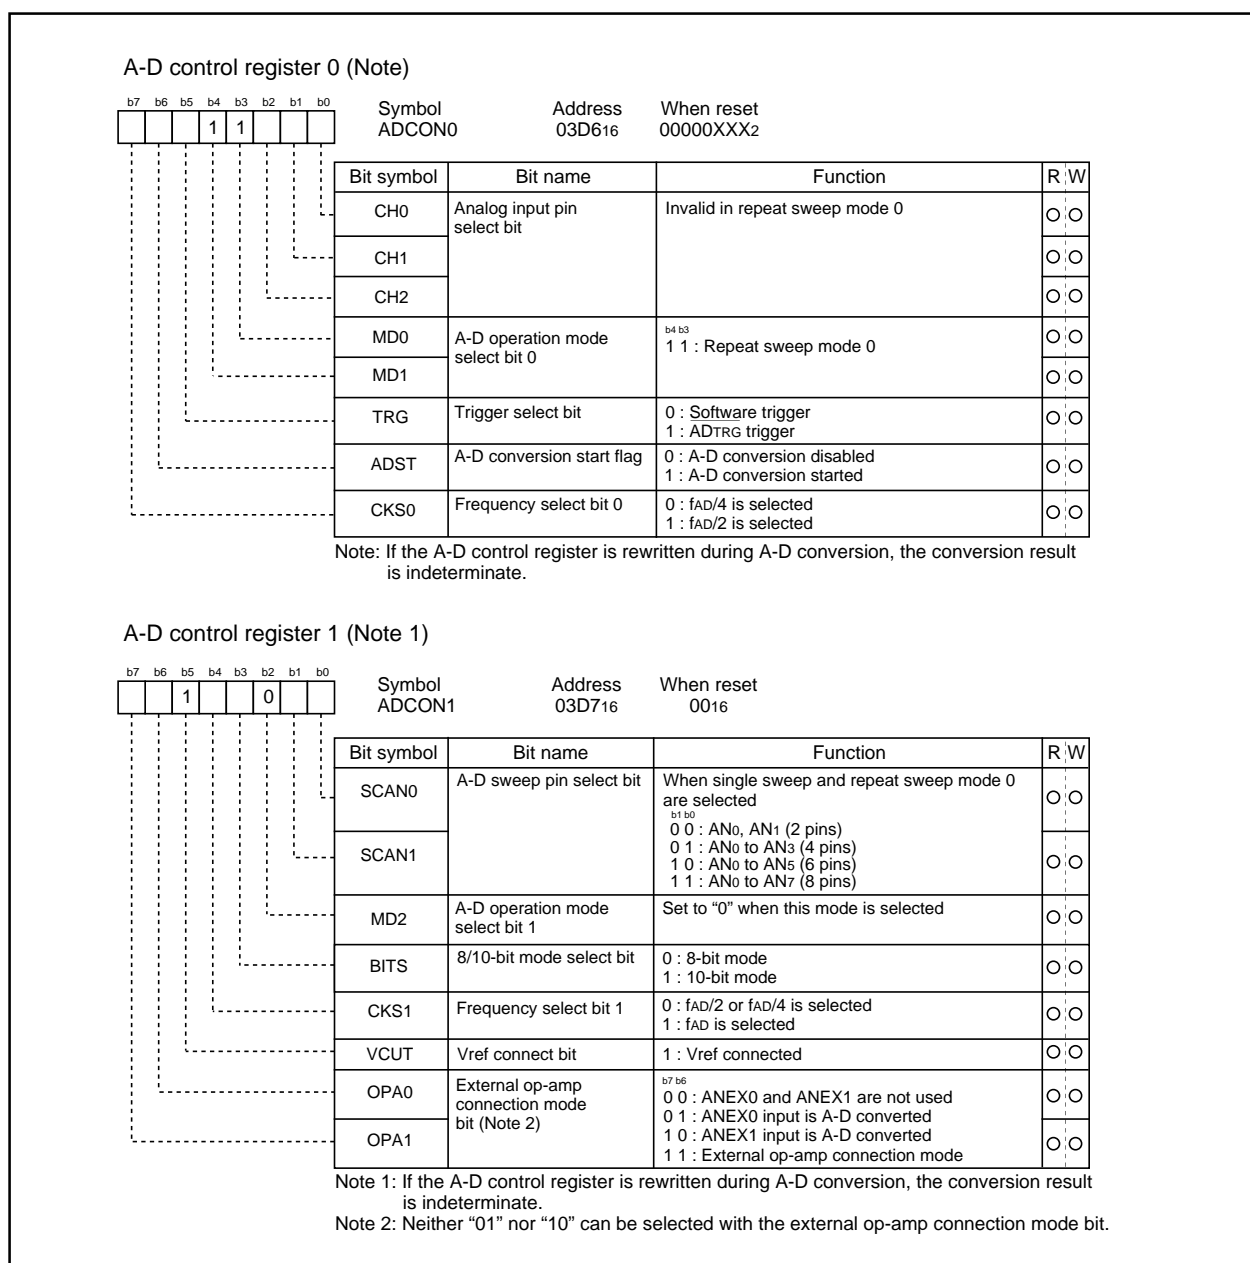 A-D control register 0 (Note)
b7 b6 b5 b4 b3 b2 b1 b0
1 1
Symbol Address When reset
ADCON0 03D616 00000XXX2
Bit symbol Bit name Function R W
CH0 Analog input pin Invalid in repeat sweep mode 0
select bit
CH1
CH2
MD0 A-D operation mode b4 b3
select bit 0 1 1 : Repeat sweep mode 0
MD1
TRG Trigger select bit 0 : Software trigger
1 : ADTRG trigger
ADST A-D conversion start flag 0 : A-D conversion disabled
1 : A-D conversion started
CKS0 Frequency select bit 0 0 : fAD/4 is selected
1 : fAD/2 is selected
Note: If the A-D control register is rewritten during A-D conversion, the conversion result
is indeterminate.
A-D control register 1 (Note 1)
b7 b6 b5 b4 b3 b2 b1 b0
1 0
Symbol Address When reset
ADCON1 03D716 0016
Bit symbol Bit name Function R W
SCAN0 A-D sweep pin select bit When single sweep and repeat sweep mode 0
are selected
b1 b0
0 0 : AN0, AN1 (2 pins)
0 1 : AN0 to AN3 (4 pins)
SCAN1 1 0 : AN0 to AN5 (6 pins)
1 1 : AN0 to AN7 (8 pins)
MD2 A-D operation mode Set to “0” when this mode is selected
select bit 1
BITS 8/10-bit mode select bit 0 : 8-bit mode
1 : 10-bit mode
CKS1 Frequency select bit 1 0 : fAD/2 or fAD/4 is selected
1 : fAD is selected
VCUT Vref connect bit 1 : Vref connected
OPA0 External op-amp b7 b6
connection mode 0 0 : ANEX0 and ANEX1 are not used
bit (Note 2) 0 1 : ANEX0 input is A-D converted
OPA1 1 0 : ANEX1 input is A-D converted
1 1 : External op-amp connection mode
Note 1: If the A-D control register is rewritten during A-D conversion, the conversion result
is indeterminate.
Note 2: Neither “01” nor “10” can be selected with the external op-amp connection mode bit.